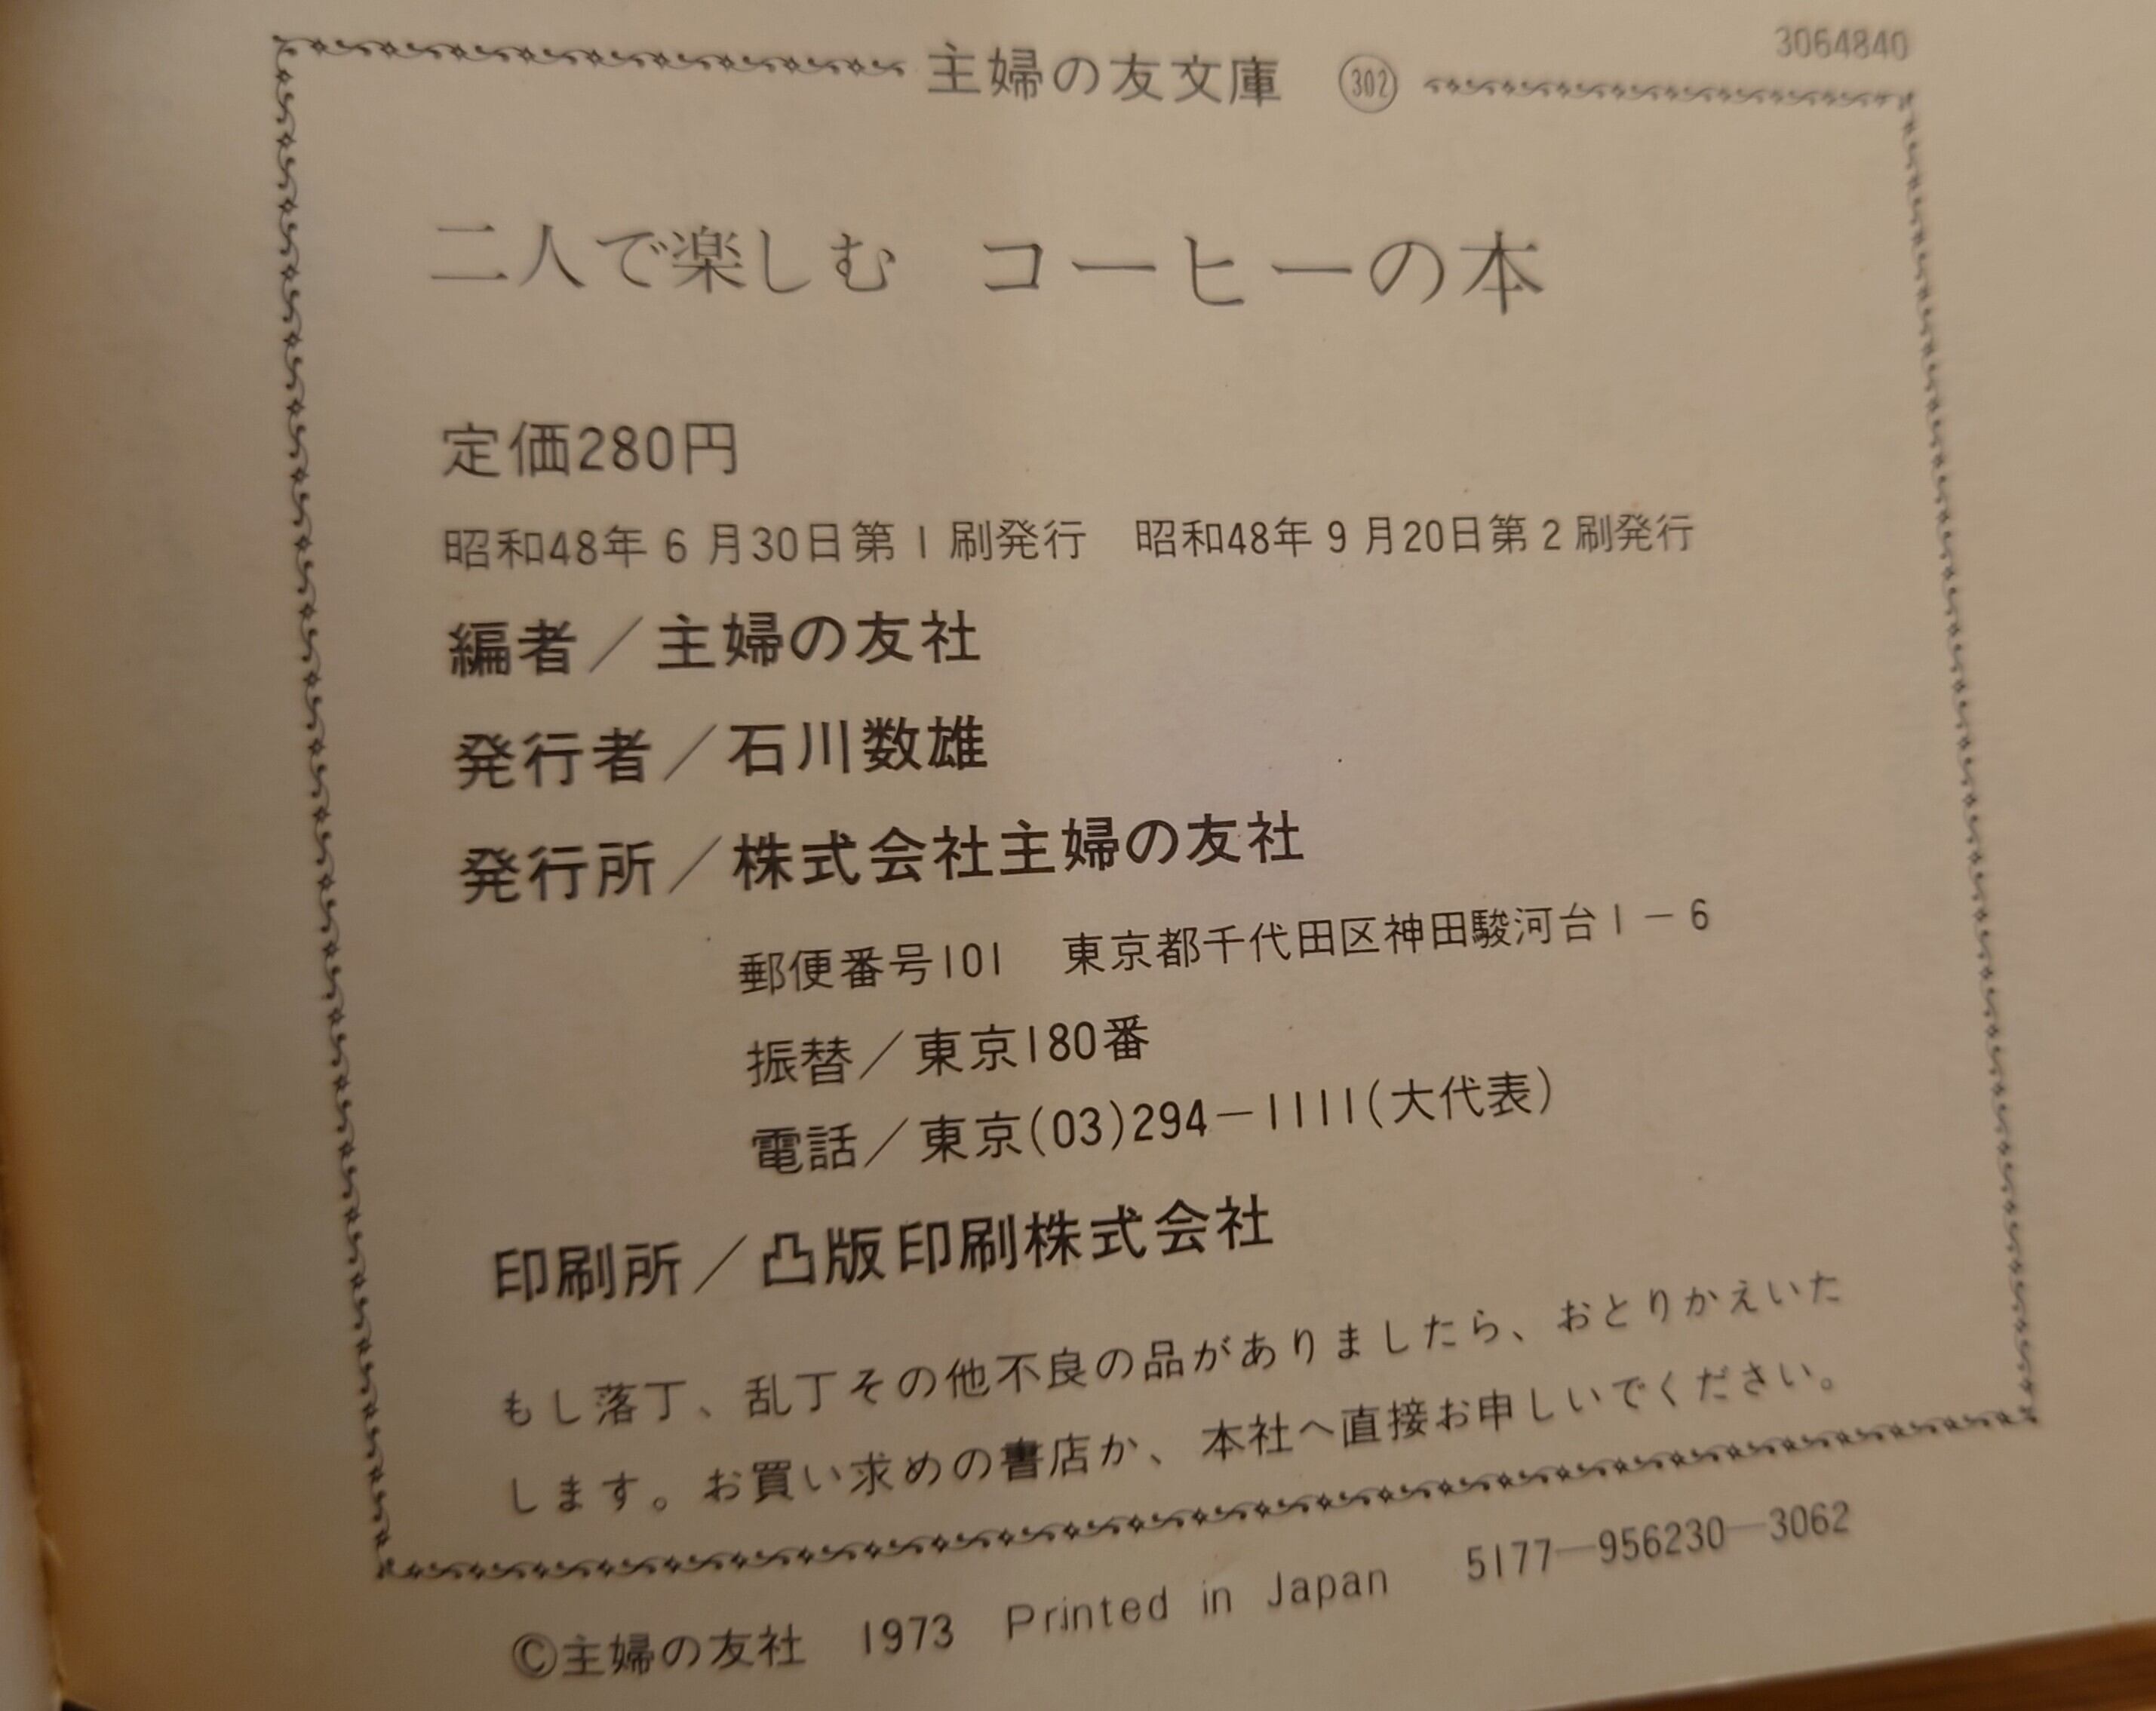 3064840
主婦の友文庫 302
二人で楽しむ コーヒーの本
定価280円
昭和48年6月30日第1刷発行 昭和48年9月20日第2刷発行
編者／主婦の友社
発行者／石川数雄
発行所／株式会社主婦の友社
郵便番号101 東京都千代田区神田駿河台1－6
振替／東京180番
電話／東京(03)294－1111(大代表)
印刷所／凸版印刷株式会社
もし落丁、乱丁その他不良の品がありましたら、おとりかえいた
します。お買い求めの書店か、本社へ直接お申しいでください。
©主婦の友社 1973 Printed in Japan 5177―956230―3062